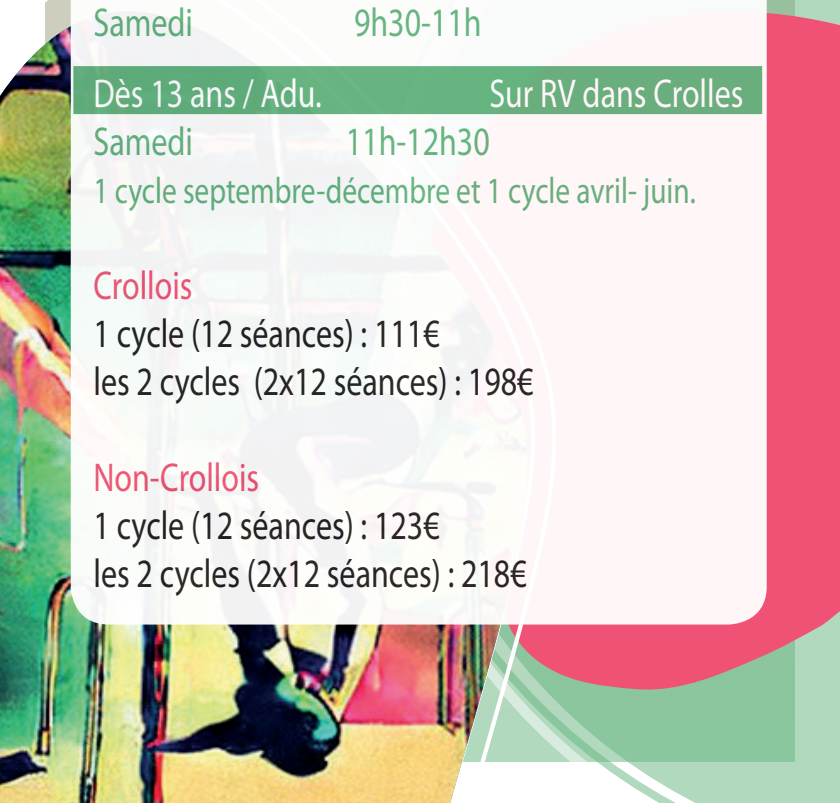 Samedi 9h30-11h
Dès 13 ans / Adu. Sur RV dans Crolles
Samedi 11h-12h30
1 cycle septembre-décembre et 1 cycle avril- juin.
Crollois
1 cycle (12 séances) : 111€
les 2 cycles (2x12 séances) : 198€
Non-Crollois
1 cycle (12 séances) : 123€
les 2 cycles (2x12 séances) : 218€